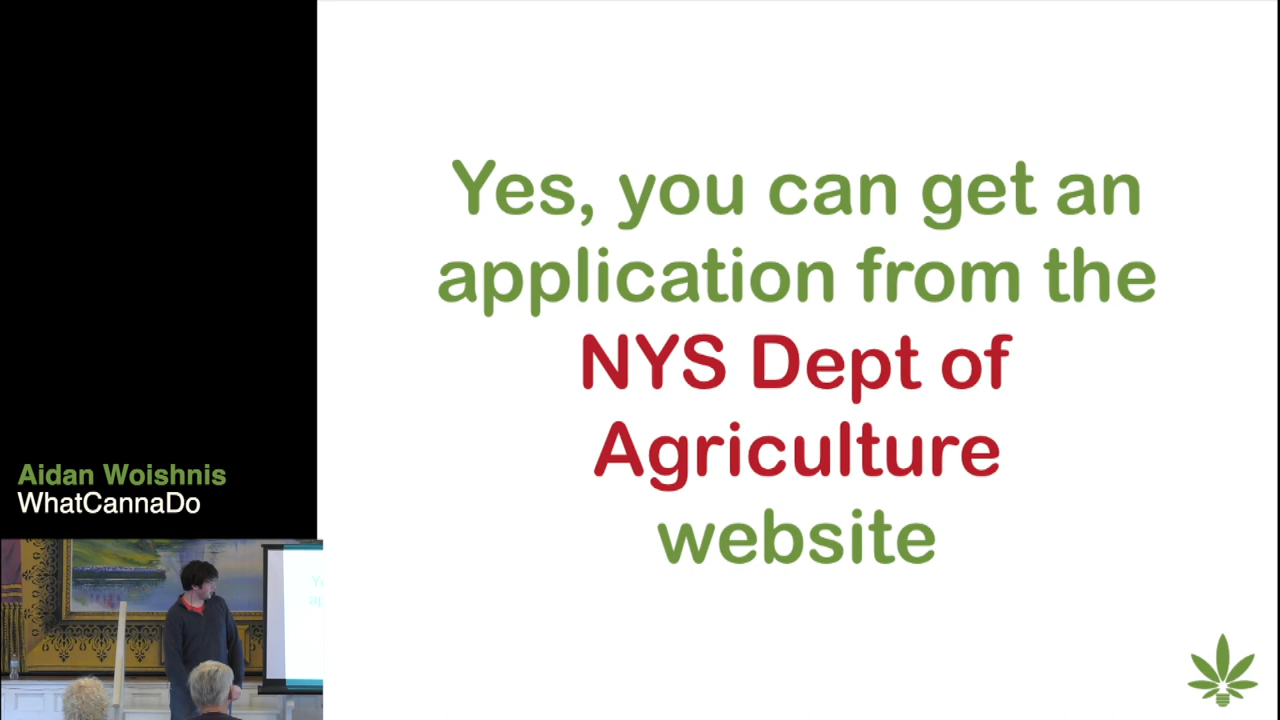 Yes, you can get an
application from the
NYS Dept of
Agriculture
website
Aidan Woishnis
WhatCannaDo